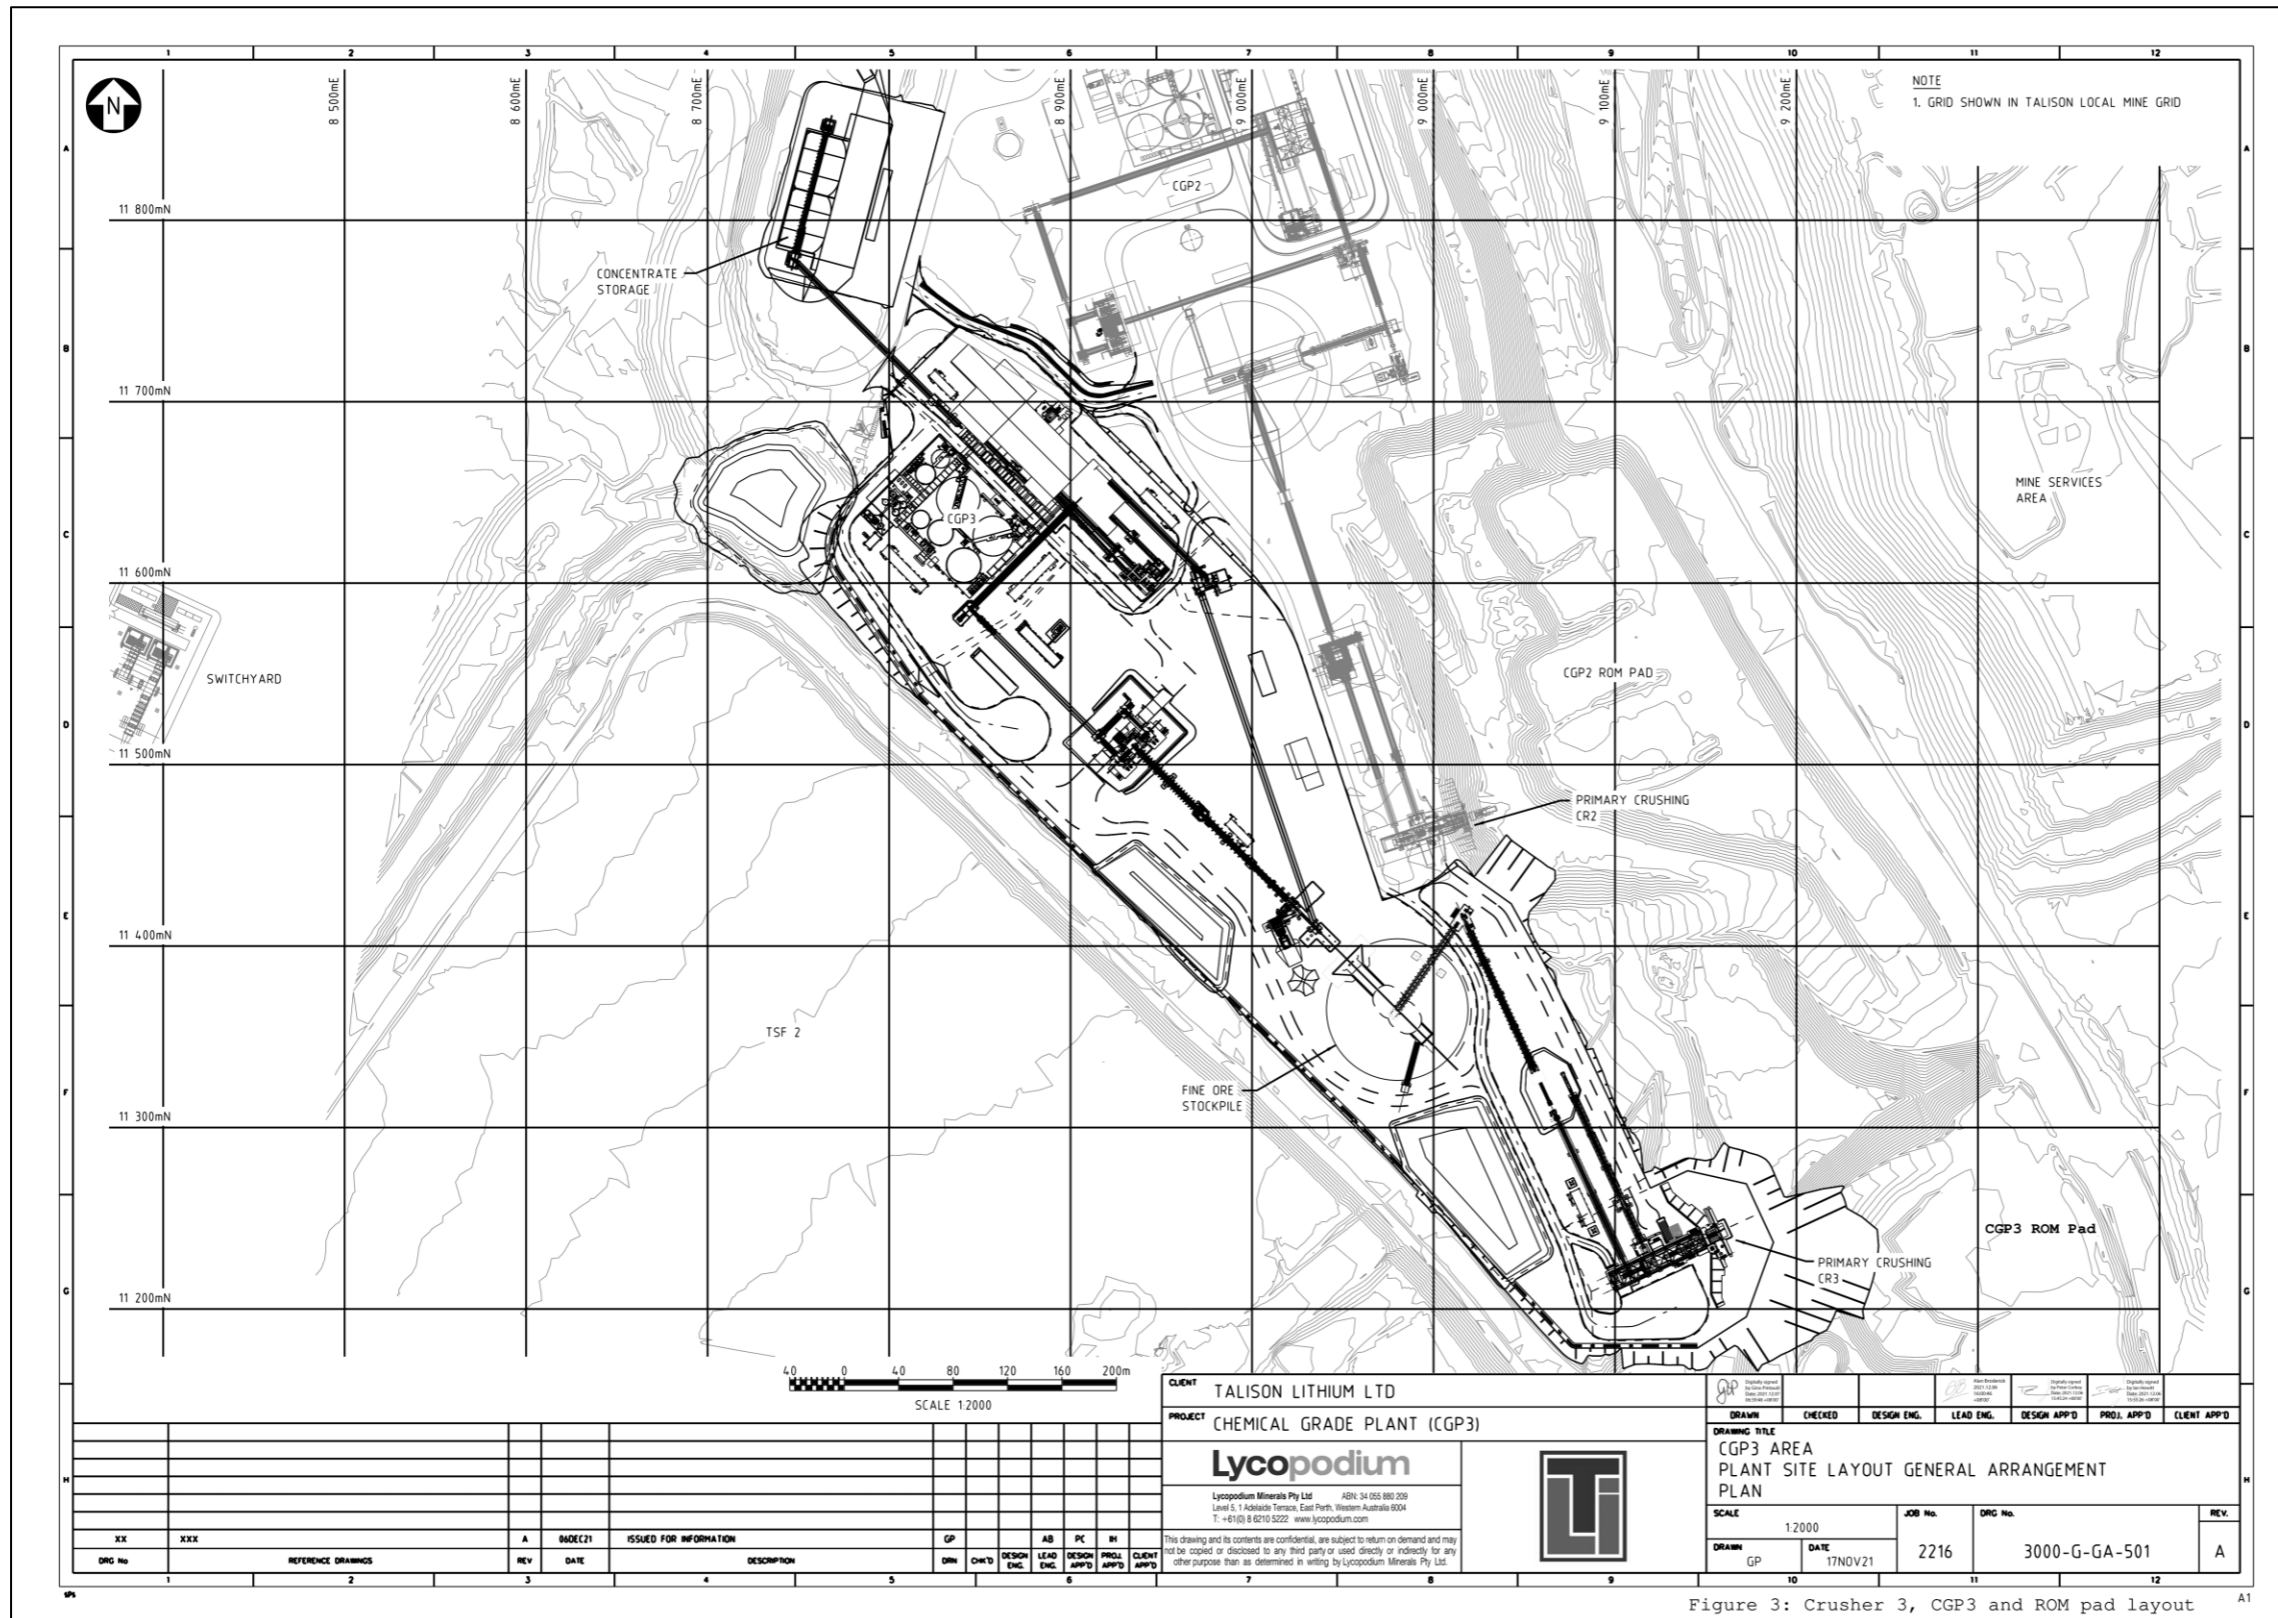 1 2 3 4 5 6 7 8 9 10 11 12
N
8 500mE
8 600mE
8 700mE
8 900mE
9 000mE
9 000mE
9 100mE
9 200mE
NOTE
1. GRID SHOWN IN TALISON LOCAL MINE GRID
A
A
CGP2
11 800mN
CONCENTRATE
STORAGE
B
B
11 700mN
MINE SERVICES
AREA
CGP3
C
C
11 600mN
SWITCHYARD
CGP2 ROM PAD
D
D
11 500mN
PRIMARY CRUSHING
CR2
E
E
11 400mN
TSF 2
FINE ORE
STOCKPILE
F
F
11 300mN
CGP3 ROM Pad
PRIMARY CRUSHING
CR3
G
G
11 200mN
40 0 40 80 120 160 200m
SCALE 1:2000
CLIENT
TALISON LITHIUM LTD
PROJECT
CHEMICAL GRADE PLANT (CGP3)
Lycopodium
Lycopodium Minerals Pty Ltd ABN: 34 055 880 209
Level 5, 1 Adelaide Terrace, East Perth, Western Australia 6004
T: +61(0) 8 6210 5222 www.lycopodium.com
This drawing and its contents are confidential, are subject to return on demand and may
not be copied or disclosed to any third party or used directly or indirectly for any
other purpose than as determined in writing by Lycopodium Minerals Pty Ltd.
DRAWN CHECKED DESIGN ENG. LEAD ENG. DESIGN APP'D PROJ. APP'D CLIENT APP'D
DRAWING TITLE
CGP3 AREA
PLANT SITE LAYOUT GENERAL ARRANGEMENT
PLAN
SCALE
1:2000
JOB No.
DRG No.
REV.
DRAWN
GP
DATE
17NOV21
2216
3000-G-GA-501
A
H
H
XX XXX A 06DEC21 ISSUED FOR INFORMATION GP AB PC IH
DRG No REFERENCE DRAWINGS REV DATE DESCRIPTION DRN CHK'D DESIGN ENG. LEAD ENG. DESIGN APP'D PROJ. APP'D CLIENT APP'D
1 2 3 4 5 6 7 8 9 10 11 12
A1
Figure 3: Crusher 3, CGP3 and ROM pad layout